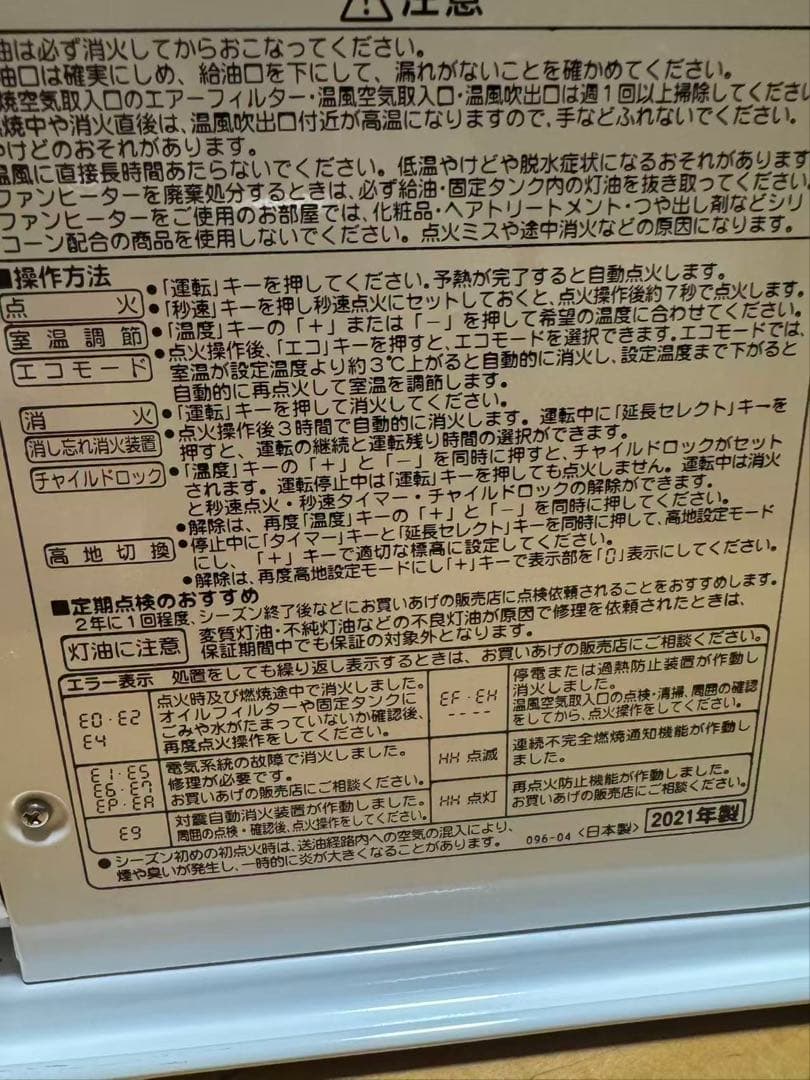 注意
油は必ず消火してからおこなってください。
油口は確実にしめ、給油口を下にして、漏れがないことを確かめてください。
焼空気取入口のエアーフィルター・温風空気取入口・温風吹出口は週1回以上掃除してくださ
焼中や消火直後は、温風吹出口付近が高温になりますので、手などふれないでください。
やけどのおそれがあります。
温風に直接長時間あたらないでください。低温やけどや脱水症状になるおそれがあります
ファンヒーターを廃棄処分するときは、必ず給油・固定タンク内の灯油を抜き取ってください。
ファンヒーターをご使用のお部屋では、化粧品・ヘアトリートメント・つや出し剤などシリ
コーン配合の商品を使用しないでください。点火ミスや途中消火などの原因になります。
■操作方法
点火
●「運転」キーを押してください。予熱が完了すると自動点火します。
●「秒速」キーを押し秒速点火にセットしておくと、点火操作後約7秒で点火します。
室温調節
●「温度」キーの「+」または「-」を押して希望の温度に合わせてください。
エコモード
●点火操作後、「エコ」キーを押すと、エコモードを選択できます。エコモードでは、
室温が設定温度より約3℃上がると自動的に消火し、設定温度まで下がると
自動的に再点火して室温を調節します。
消火
●「運転」キーを押して消火してください。
消し忘れ消火装置
●点火操作後3時間で自動的に消火します。運転中に「延長セレクト」キーを
押すと、運転の継続と運転残り時間の選択ができます。
チャイルドロック
●「温度」キーの「+」と「-」を同時に押すと、チャイルドロックがセット
されます。運転停止中は「運転」キーを押しても点火しません。運転中は消火
と秒速点火・秒速タイマー・チャイルドロックの解除ができます。
●解除は、再度「温度」キーの「+」と「-」を同時に押してください。
高地切換
●停止中に「タイマー」キーと「延長セレクト」キーを同時に押して、高地設定モード
にし、「+」キーで適切な標高に設定してください。
●解除は、再度高地設定モードにし「+」キーで表示部を「0」表示にしてください。
■定期点検のおすすめ
2年に1回程度、シーズン終了後などにお買いあげの販売店に点検依頼されることをおすすめします。
灯油に注意
変質灯油・不純灯油などの不良灯油が原因で修理を依頼されたときは、
保証期間中でも保証の対象外となります。
エラー表示 処置をしても繰り返し表示するときは、お買いあげの販売店にご相談ください。
E0・E2
E4
点火時及び燃焼途中で消火しました。
オイルフィルターや固定タンクに
ごみや水がたまっていないか確認後、
再度点火操作をしてください。
EF・EH
----
停電または過熱防止装置が作動し
消火しました。
温風空気取入口の点検・清掃、周囲の確認
をしてから、点火操作をしてください。
E1・E5
E6・E7
EP・EA
電気系統の故障で消火しました。
修理が必要です。
お買いあげの販売店にご相談ください。
HH 点滅
連続不完全燃焼通知機能が作動し
ました。
E9
対震自動消火装置が作動しました。
周囲の点検・確認後、点火操作をしてください。
HH 点灯
再点火防止機能が作動しました。
お買いあげの販売店にご相談ください。
●シーズン初めの初点火時は、送油経路内への空気の混入により、
煙や臭いが発生し、一時的に炎が大きくなることがあります。
096-04 <日本製> 2021年製